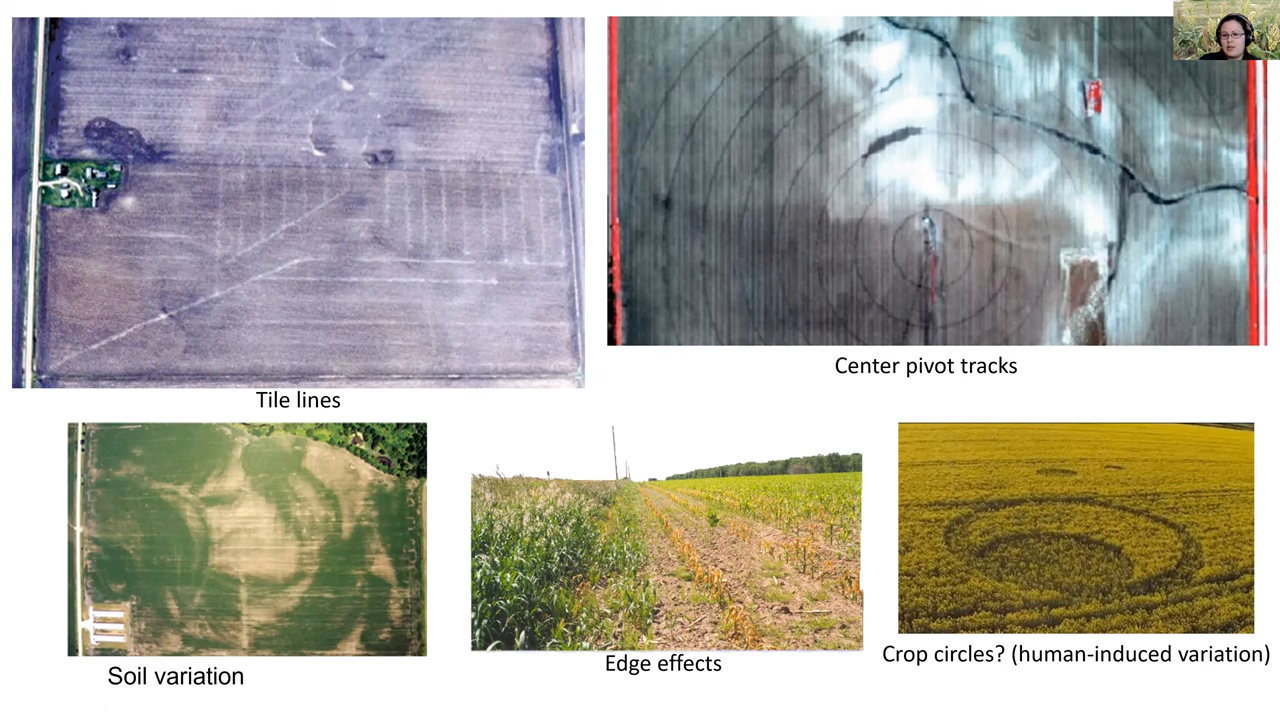 Tile lines
Center pivot tracks
Soil variation
Edge effects
Crop circles? (human-induced variation)